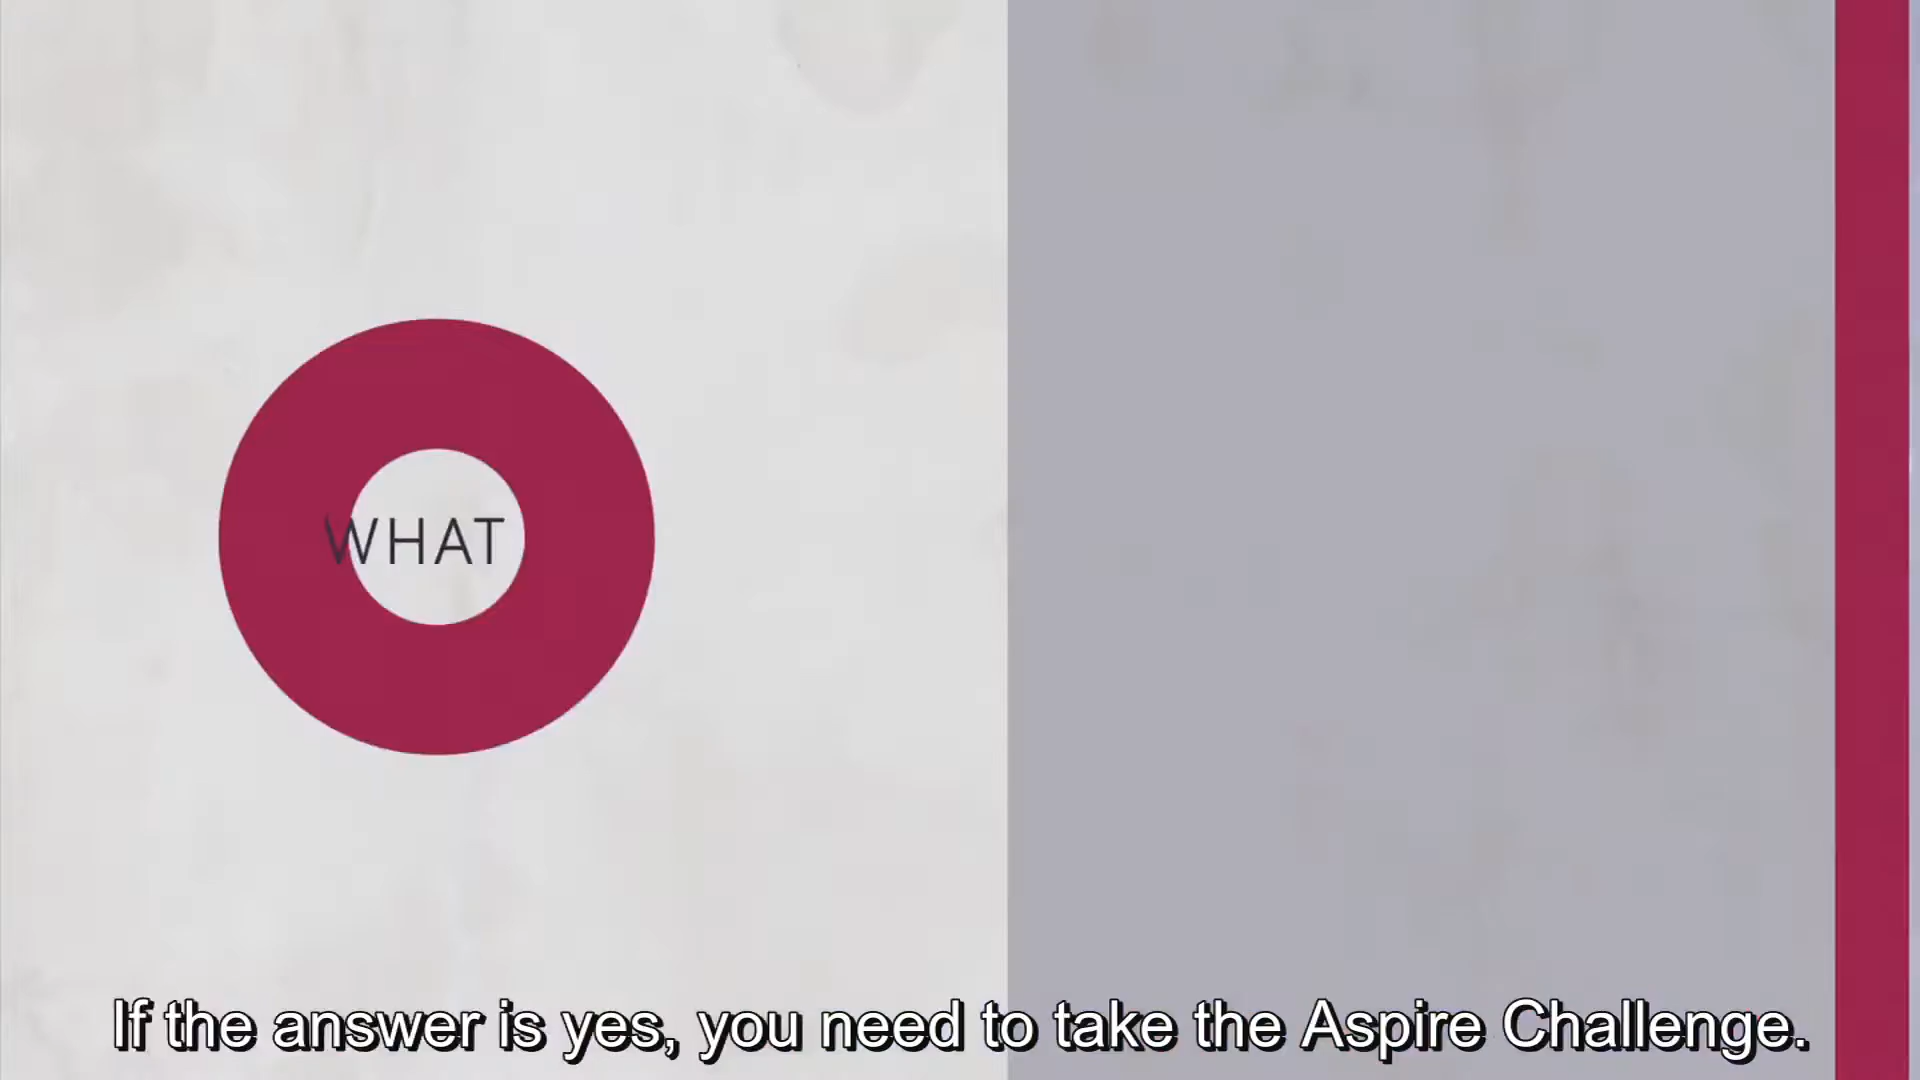 WHAT
If the answer is yes, you need to take the Aspire Challenge.